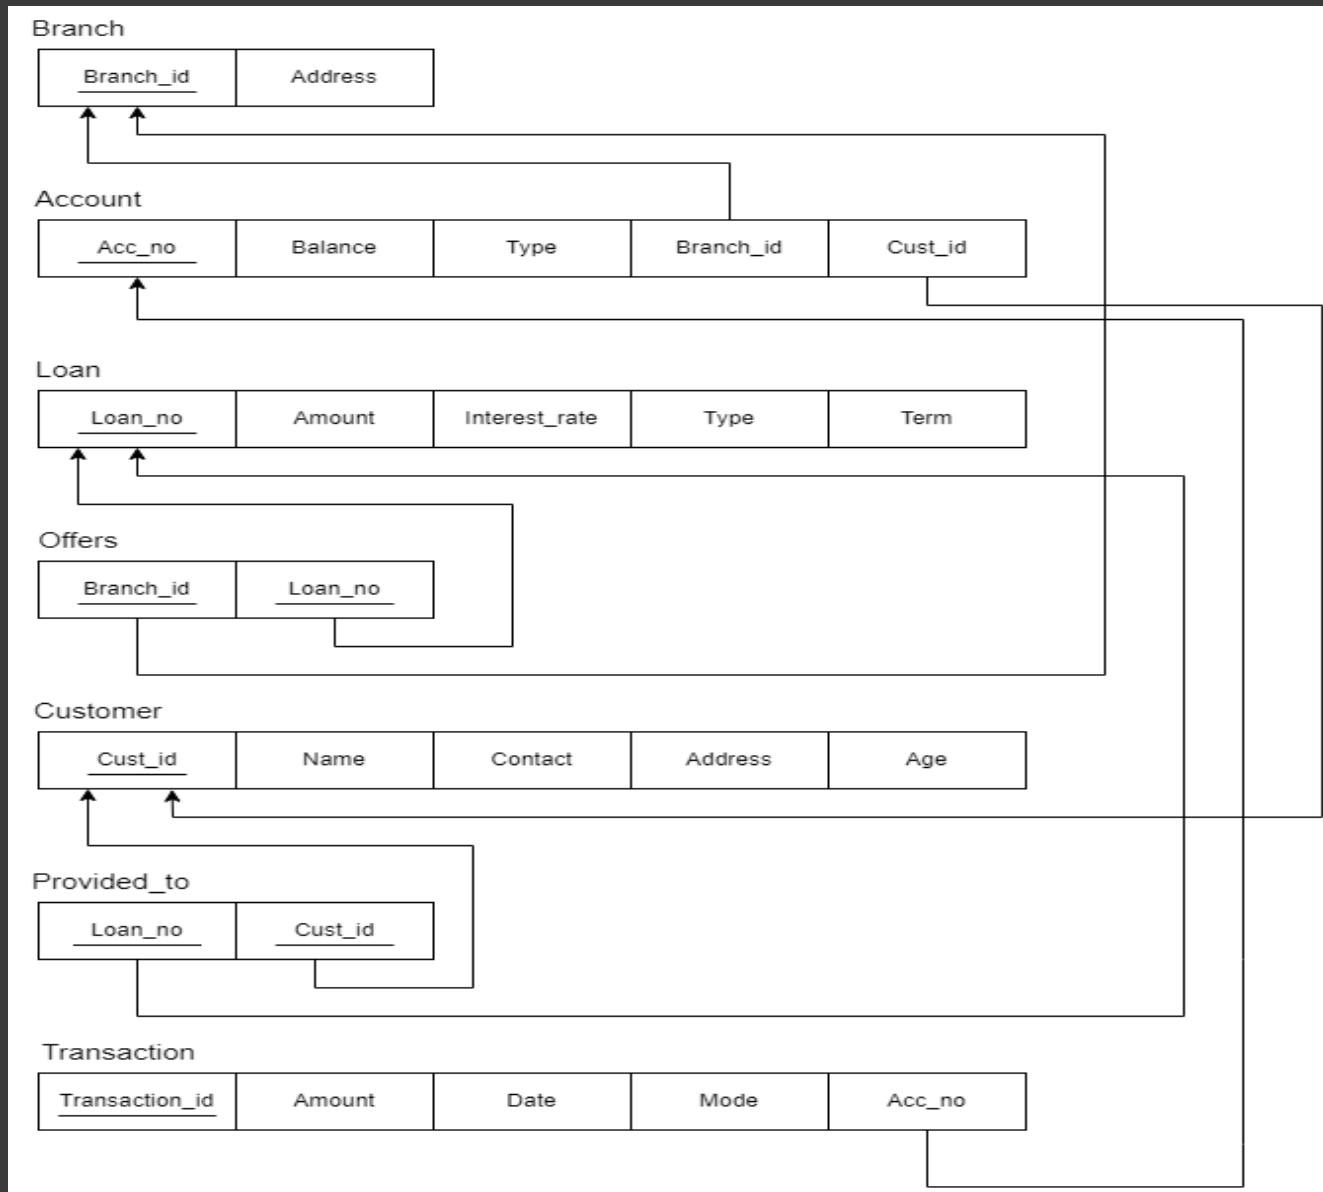 Branch
Branch_id Address
Account
Acc_no Balance Type Branch_id Cust_id
Loan
Loan_no Amount Interest_rate Type Term
Offers
Branch_id Loan_no
Customer
Cust_id Name Contact Address Age
Provided_to
Loan_no Cust_id
Transaction
Transaction_id Amount Date Mode Acc_no